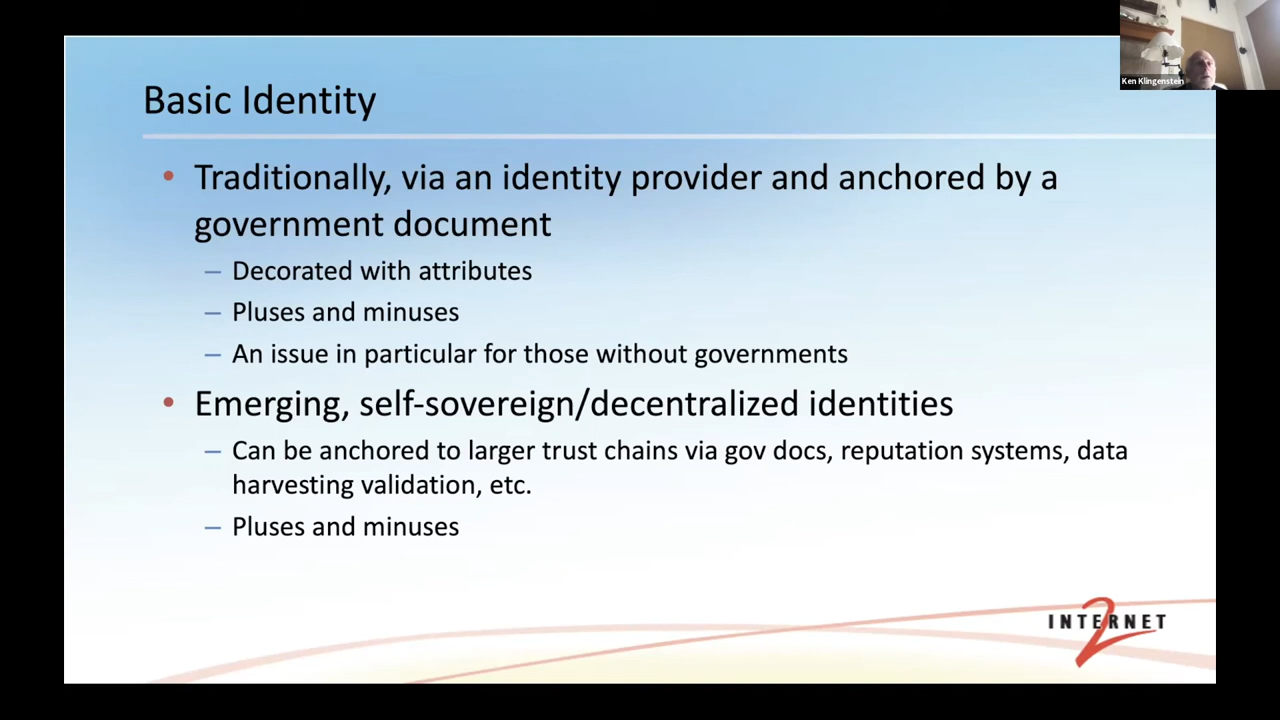 Ken Klingenstein
Basic Identity
• Traditionally, via an identity provider and anchored by a
government document
– Decorated with attributes
– Pluses and minuses
– An issue in particular for those without governments
• Emerging, self-sovereign/decentralized identities
– Can be anchored to larger trust chains via gov docs, reputation systems, data
harvesting validation, etc.
– Pluses and minuses
INTERNET
2